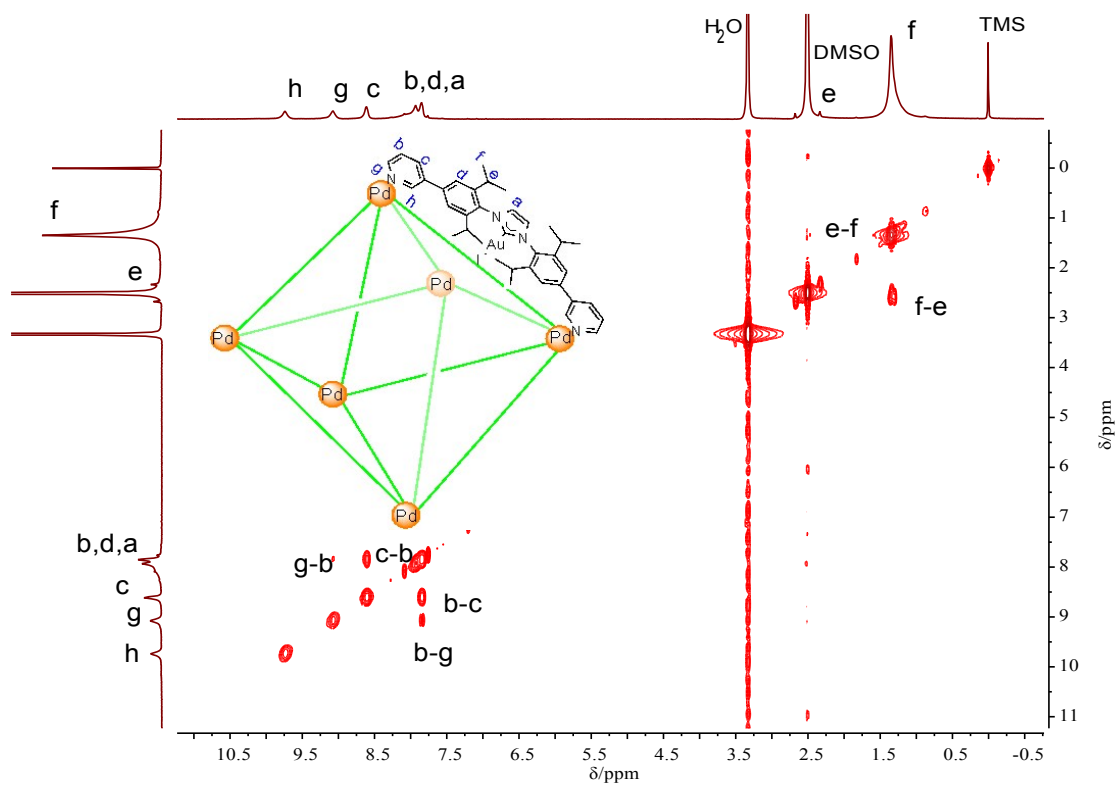 H2O
DMSO
f
TMS
h
g
c
b,d,a
e
f
e
b,d,a
c
g
h
b
g
c
N
h
d
f
e
a
N
N
Au
I
N
Pd
Pd
Pd
Pd
Pd
Pd
e-f
f-e
g-b
c-b
b-c
b-g
0
1
2
3
4
5
6
7
8
9
10
11
δ/ppm
10.5
9.5
8.5
7.5
6.5
5.5
4.5
3.5
2.5
1.5
0.5
-0.5
δ/ppm